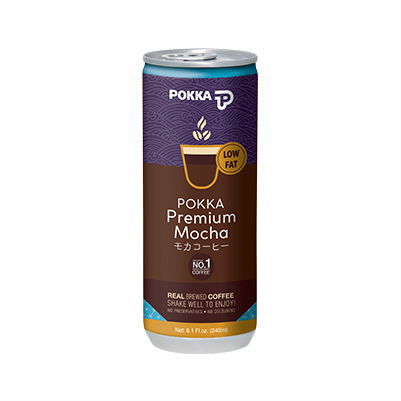 POKKA
LOW
FAT
POKKA
Premium
Mocha
モカコーヒー
NO.1
COFFEE
REAL BREWED COFFEE
SHAKE WELL TO ENJOY!
NO PRESERVATIVES • NO COLOURING
Net: 8.1 Fl oz. (240ml)